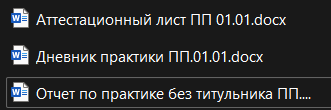 Аттестационный лист ПП 01.01.docx
Дневник практики ПП.01.01.docx
Отчет по практике без титульника ПП....